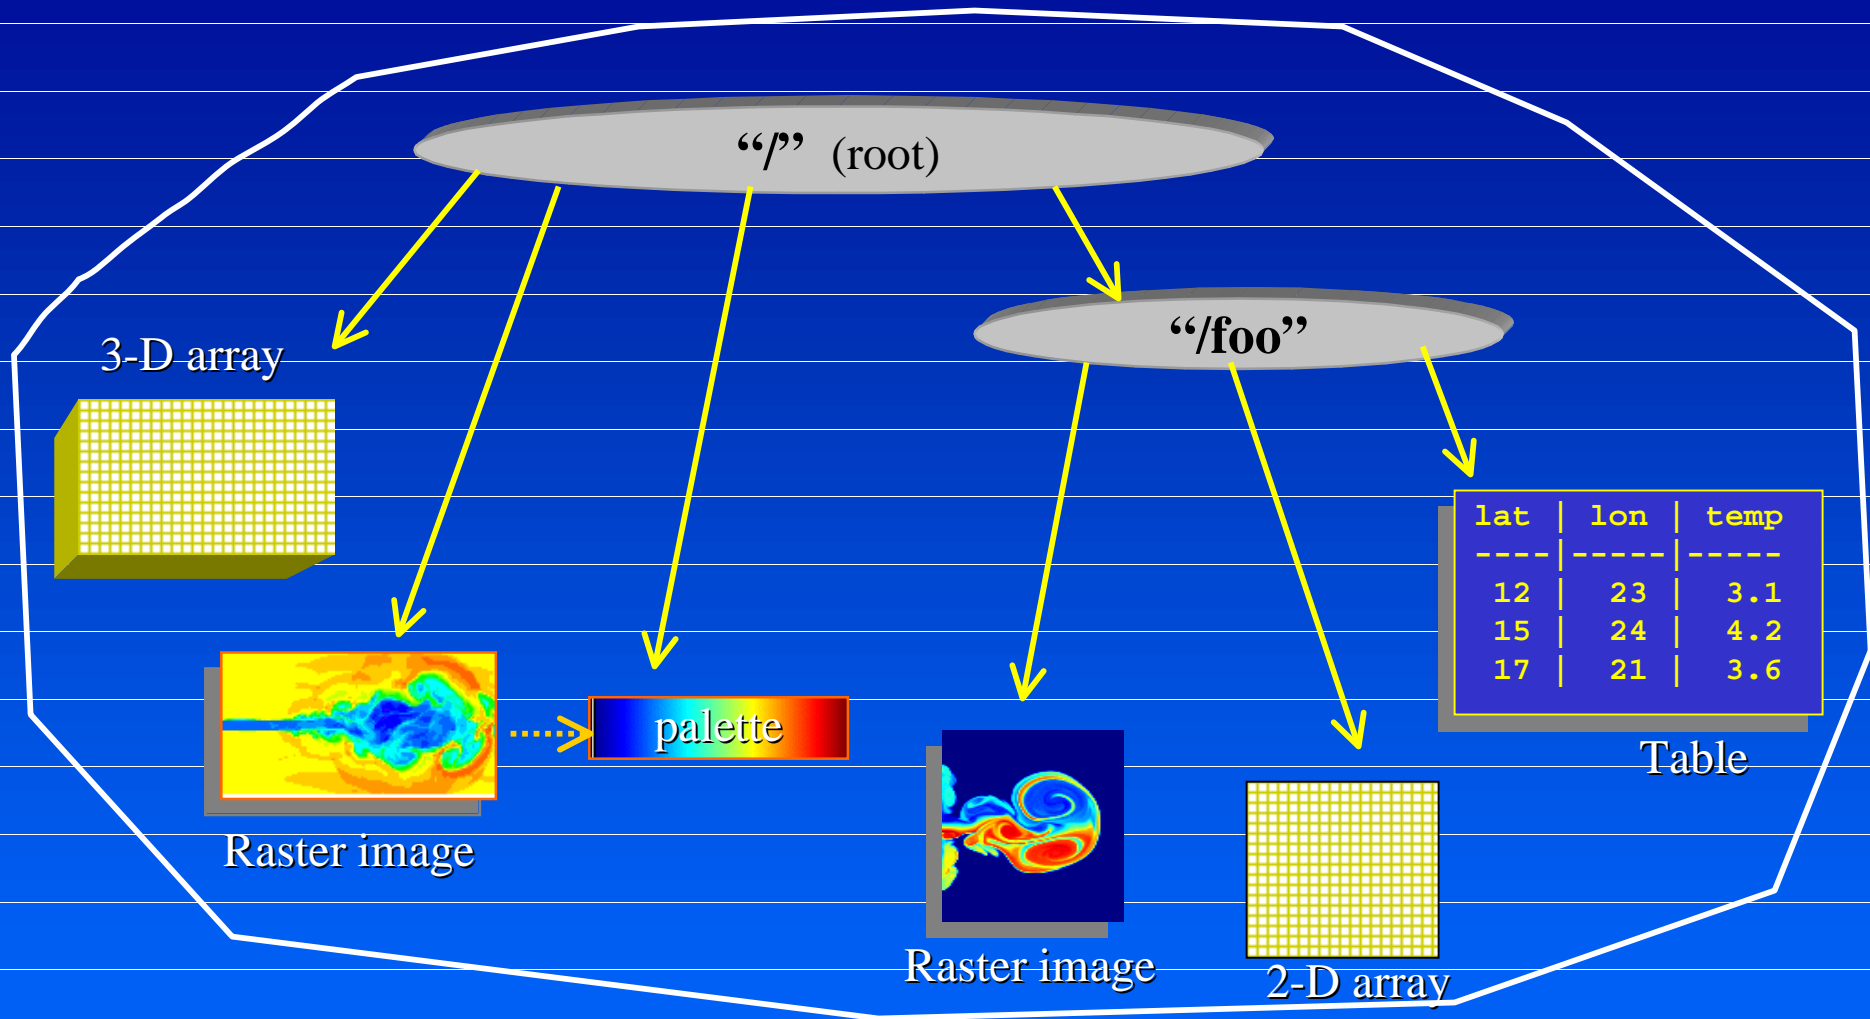 “/” (root)
“/foo”
3-D array
lat | lon | temp
----|-----|-----
12 | 23 | 3.1
15 | 24 | 4.2
17 | 21 | 3.6
Table
palette
Raster image
Raster image
2-D array